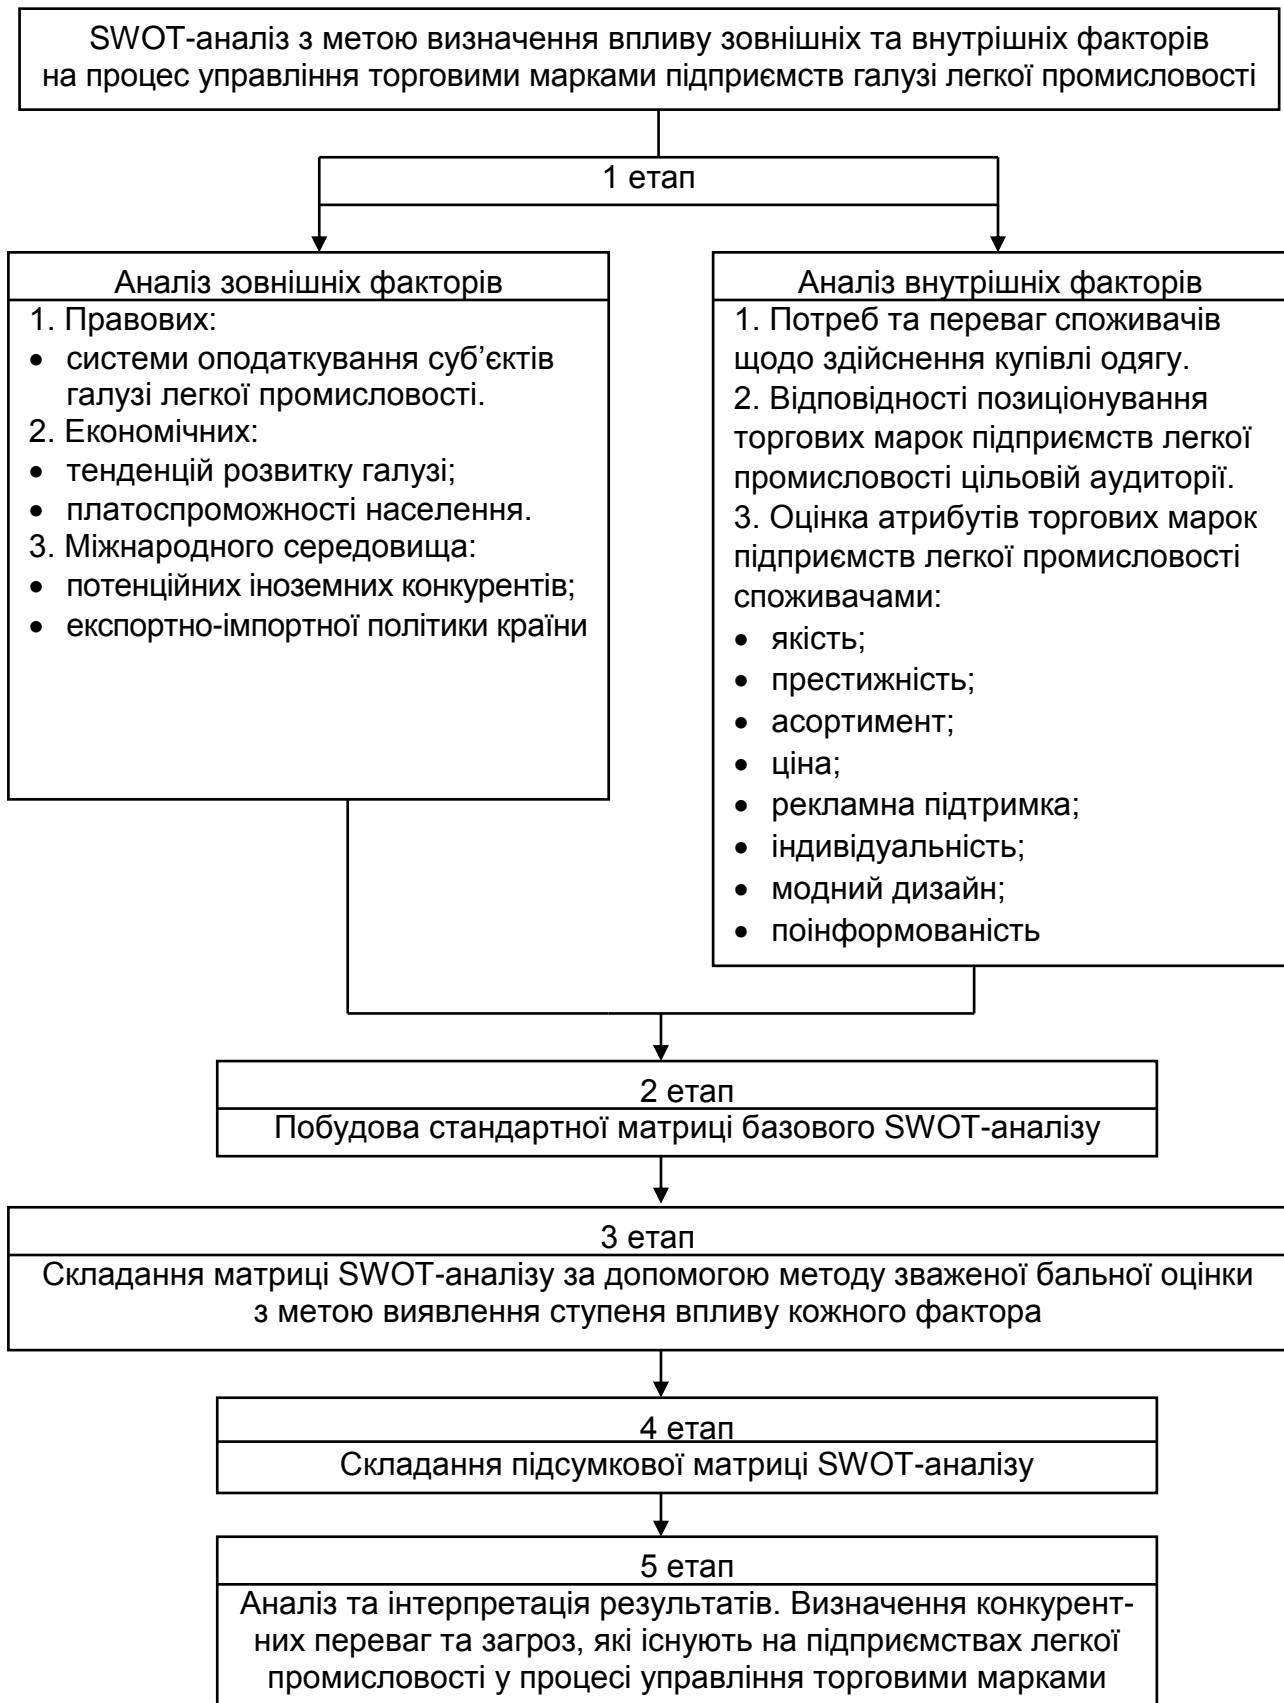 SWOT-аналіз з метою визначення впливу зовнішніх та внутрішніх факторів
на процес управління торговими марками підприємств галузі легкої промисловості
1 етап
Аналіз зовнішніх факторів
1. Правових:
• системи оподаткування суб’єктів
галузі легкої промисловості.
2. Економічних:
• тенденцій розвитку галузі;
• платоспроможності населення.
3. Міжнародного середовища:
• потенційних іноземних конкурентів;
• експортно-імпортної політики країни
Аналіз внутрішніх факторів
1. Потреб та переваг споживачів
щодо здійснення купівлі одягу.
2. Відповідності позиціонування
торгових марок підприємств легкої
промисловості цільовій аудиторії.
3. Оцінка атрибутів торгових марок
підприємств легкої промисловості
споживачами:
• якість;
• престижність;
• асортимент;
• ціна;
• рекламна підтримка;
• індивідуальність;
• модний дизайн;
• поінформованість
2 етап
Побудова стандартної матриці базового SWOT-аналізу
3 етап
Складання матриці SWOT-аналізу за допомогою методу зваженої бальної оцінки
з метою виявлення ступеня впливу кожного фактора
4 етап
Складання підсумкової матриці SWOT-аналізу
5 етап
Аналіз та інтерпретація результатів. Визначення конкурент-
них переваг та загроз, які існують на підприємствах легкої
промисловості у процесі управління торговими марками